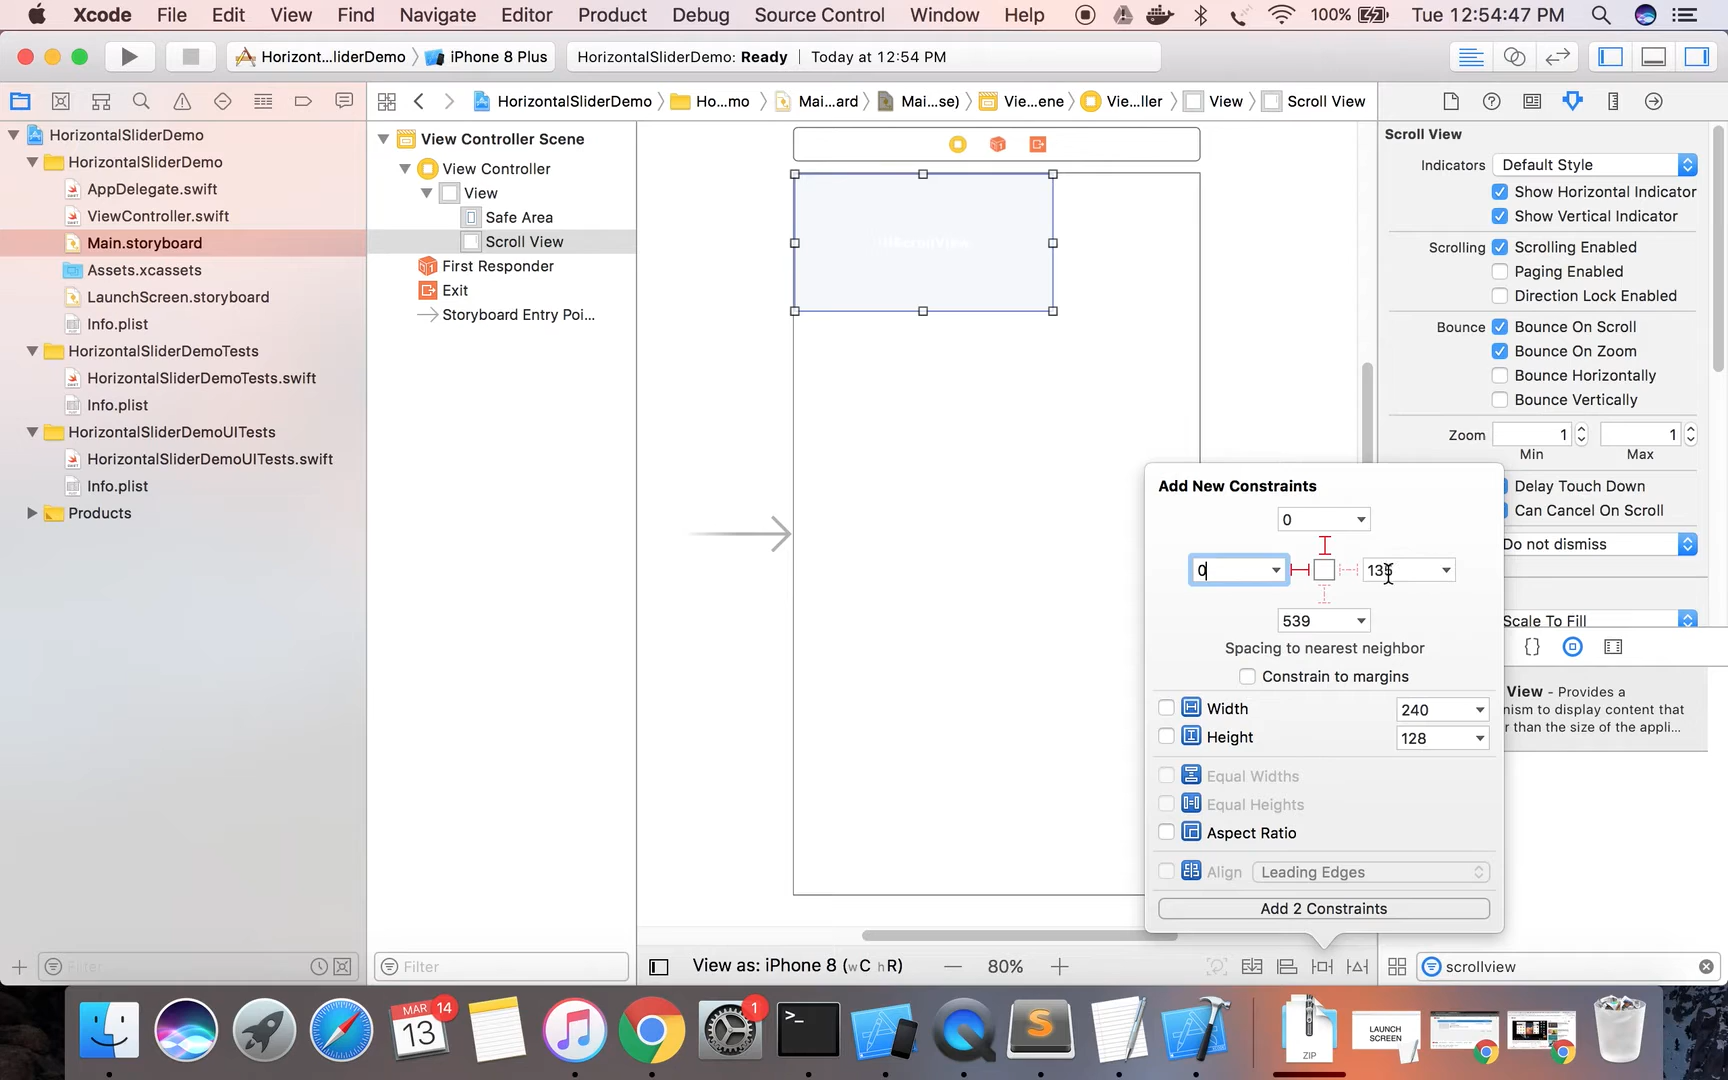 Xcode File Edit View Find Navigate Editor Product Debug Source Control Window Help 100% Tue 12:54:47 PM
Horizont...liderDemo iPhone 8 Plus HorizontalSliderDemo: Ready Today at 12:54 PM
HorizontalSliderDemo Ho...mo Mai...ard Mai...se) Vie...ene Vie...ller View Scroll View
HorizontalSliderDemo
HorizontalSliderDemo
AppDelegate.swift
ViewController.swift
Main.storyboard
Assets.xcassets
LaunchScreen.storyboard
Info.plist
HorizontalSliderDemoTests
HorizontalSliderDemoTests.swift
Info.plist
HorizontalSliderDemoUITests
HorizontalSliderDemoUITests.swift
Info.plist
Products
Filter
View Controller Scene
View Controller
View
Safe Area
Scroll View
First Responder
Exit
Storyboard Entry Poi...
Filter
UIScrollView
View as: iPhone 8 (wC hR) 80%
Add New Constraints
0
0
135
539
Spacing to nearest neighbor
Constrain to margins
Width 240
Height 128
Equal Widths
Equal Heights
Aspect Ratio
Align Leading Edges
Add 2 Constraints
Scroll View
Indicators Default Style
Show Horizontal Indicator
Show Vertical Indicator
Scrolling Scrolling Enabled
Paging Enabled
Direction Lock Enabled
Bounce Bounce On Scroll
Bounce On Zoom
Bounce Horizontally
Bounce Vertically
Zoom 1 1
Min Max
Delay Touch Down
Can Cancel On Scroll
Do not dismiss
Scale To Fill
{}
View - Provides a
nism to display content that
r than the size of the appli...
scrollview
MAR 14
13
1
ZIP
LAUNCH
SCREEN